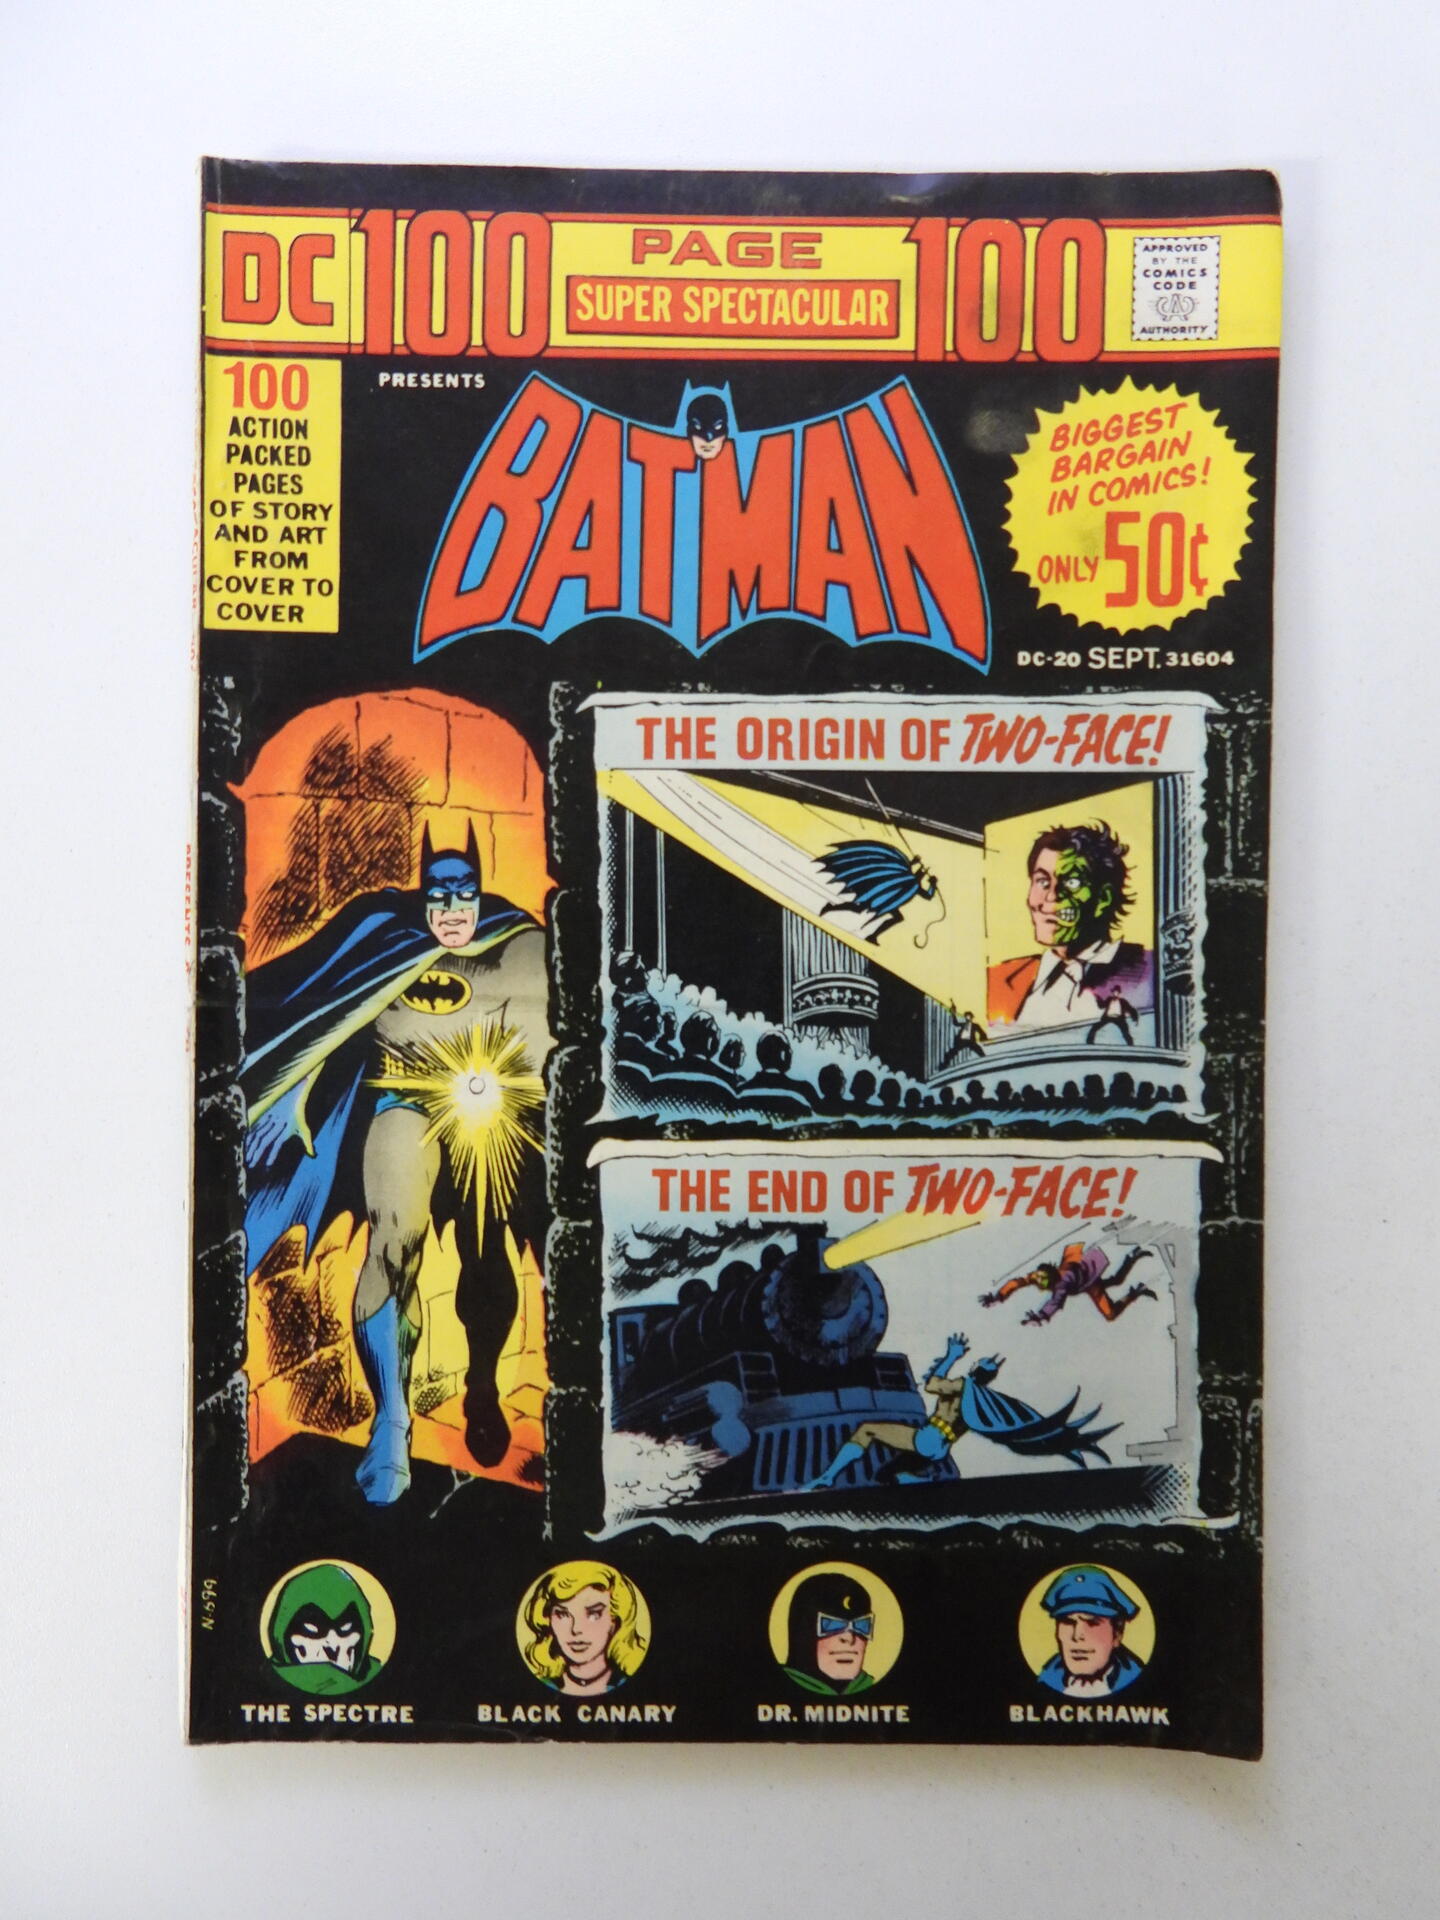 DC
100
PAGE
SUPER SPECTACULAR
100
APPROVED
BY THE
COMICS
CODE
CA
AUTHORITY
100
ACTION
PACKED
PAGES
OF STORY
AND ART
FROM
COVER TO
COVER
PRESENTS
BATMAN
BIGGEST
BARGAIN
IN COMICS!
ONLY 50¢
DC-20 SEPT. 31604
THE ORIGIN OF TWO-FACE!
THE END OF TWO-FACE!
N-699
THE SPECTRE
BLACK CANARY
DR. MIDNITE
BLACKHAWK